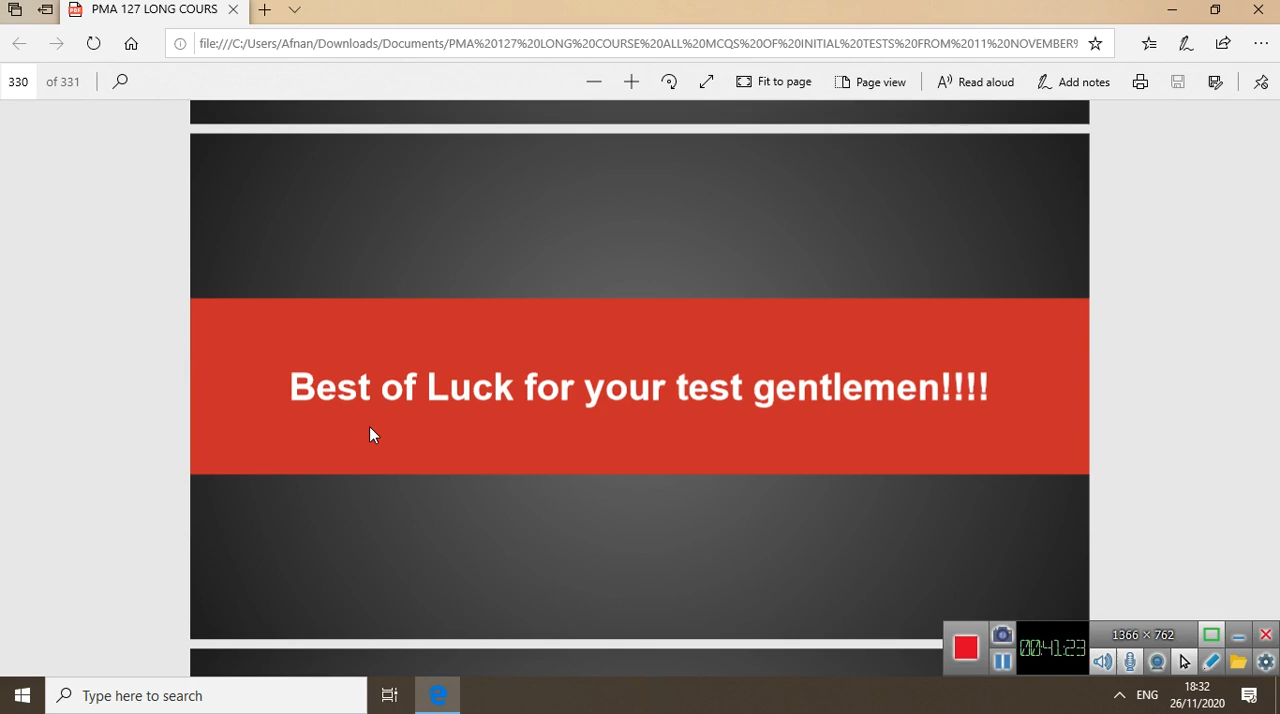 PMA 127 LONG COURS
file:///C:/Users/Afnan/Downloads/Documents/PMA%20127%20LONG%20COURSE%20ALL%20MCQS%20OF%20INITIAL%20TESTS%20FROM%2011%20NOVEMBER%
330 of 331
Fit to page
Page view
Read aloud
Add notes
Best of Luck for your test gentlemen!!!!
00:41:23
1366 × 762
Type here to search
ENG
18:32
26/11/2020